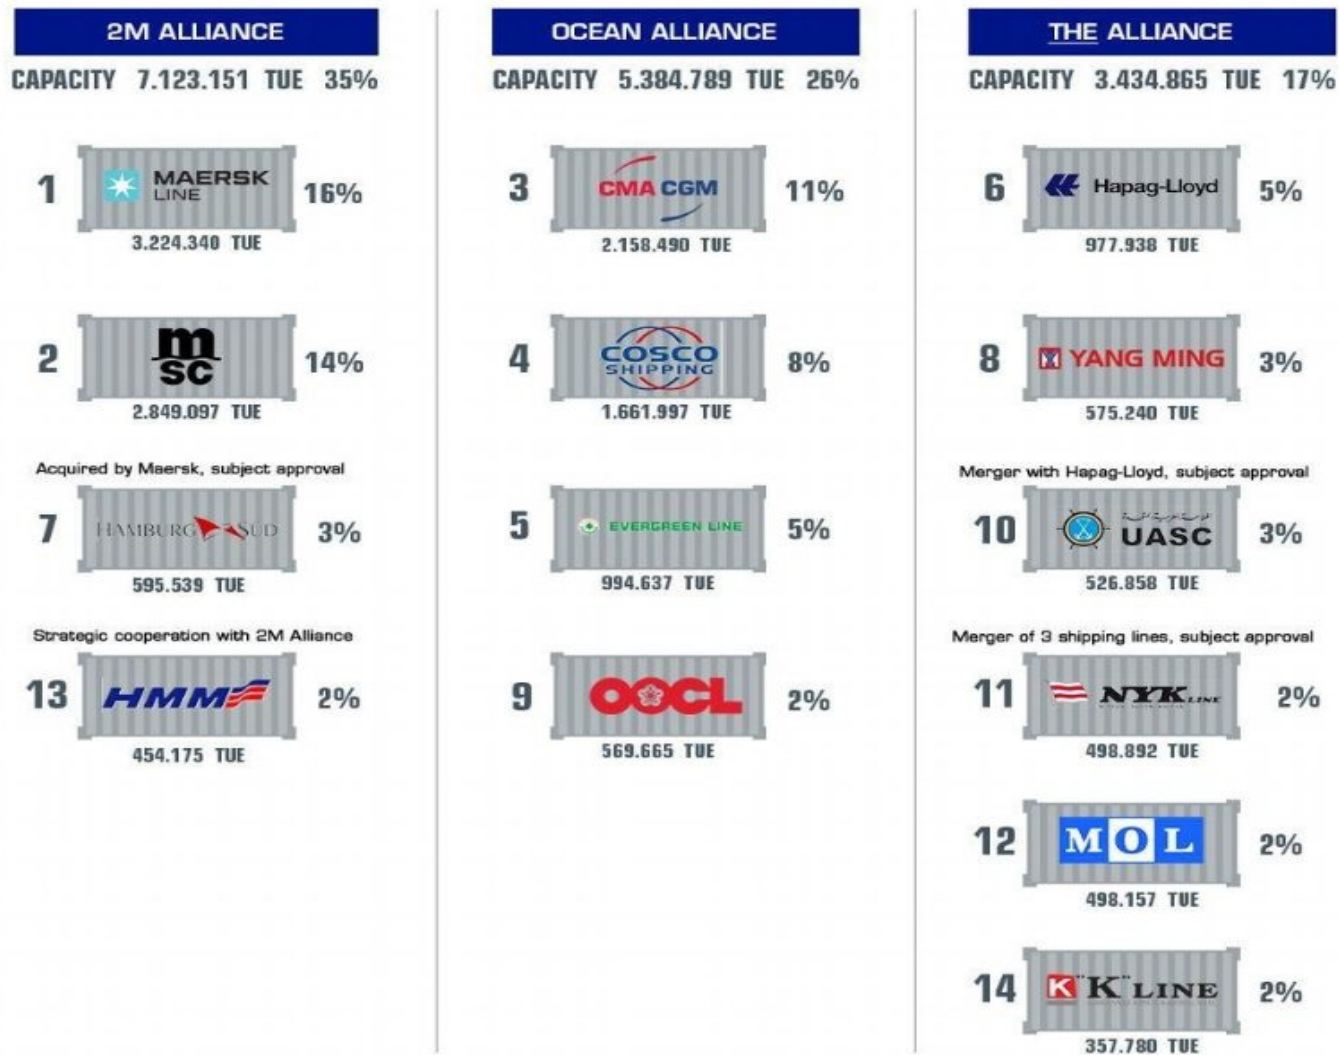 2M ALLIANCE
CAPACITY 7.123.151 TUE 35%
1
MAERSK
LINE
16%
3.224.340 TUE
2
m
sc
14%
2.849.097 TUE
Acquired by Maersk, subject approval
7
HAMBURG SÜD
3%
595.539 TUE
Strategic cooperation with 2M Alliance
13
HMM
2%
454.175 TUE
OCEAN ALLIANCE
CAPACITY 5.384.789 TUE 26%
3
CMA CGM
11%
2.158.490 TUE
4
COSCO
SHIPPING
8%
1.661.997 TUE
5
EVERGREEN LINE
5%
994.637 TUE
9
OOCL
2%
569.665 TUE
THE ALLIANCE
CAPACITY 3.434.865 TUE 17%
6
Hapag-Lloyd
5%
977.938 TUE
8
YANG MING
3%
575.240 TUE
Merger with Hapag-Lloyd, subject approval
10
UASC
3%
526.858 TUE
Merger of 3 shipping lines, subject approval
11
NYK LINE
2%
498.892 TUE
12
MOL
2%
498.157 TUE
14
K "K" LINE
2%
357.780 TUE